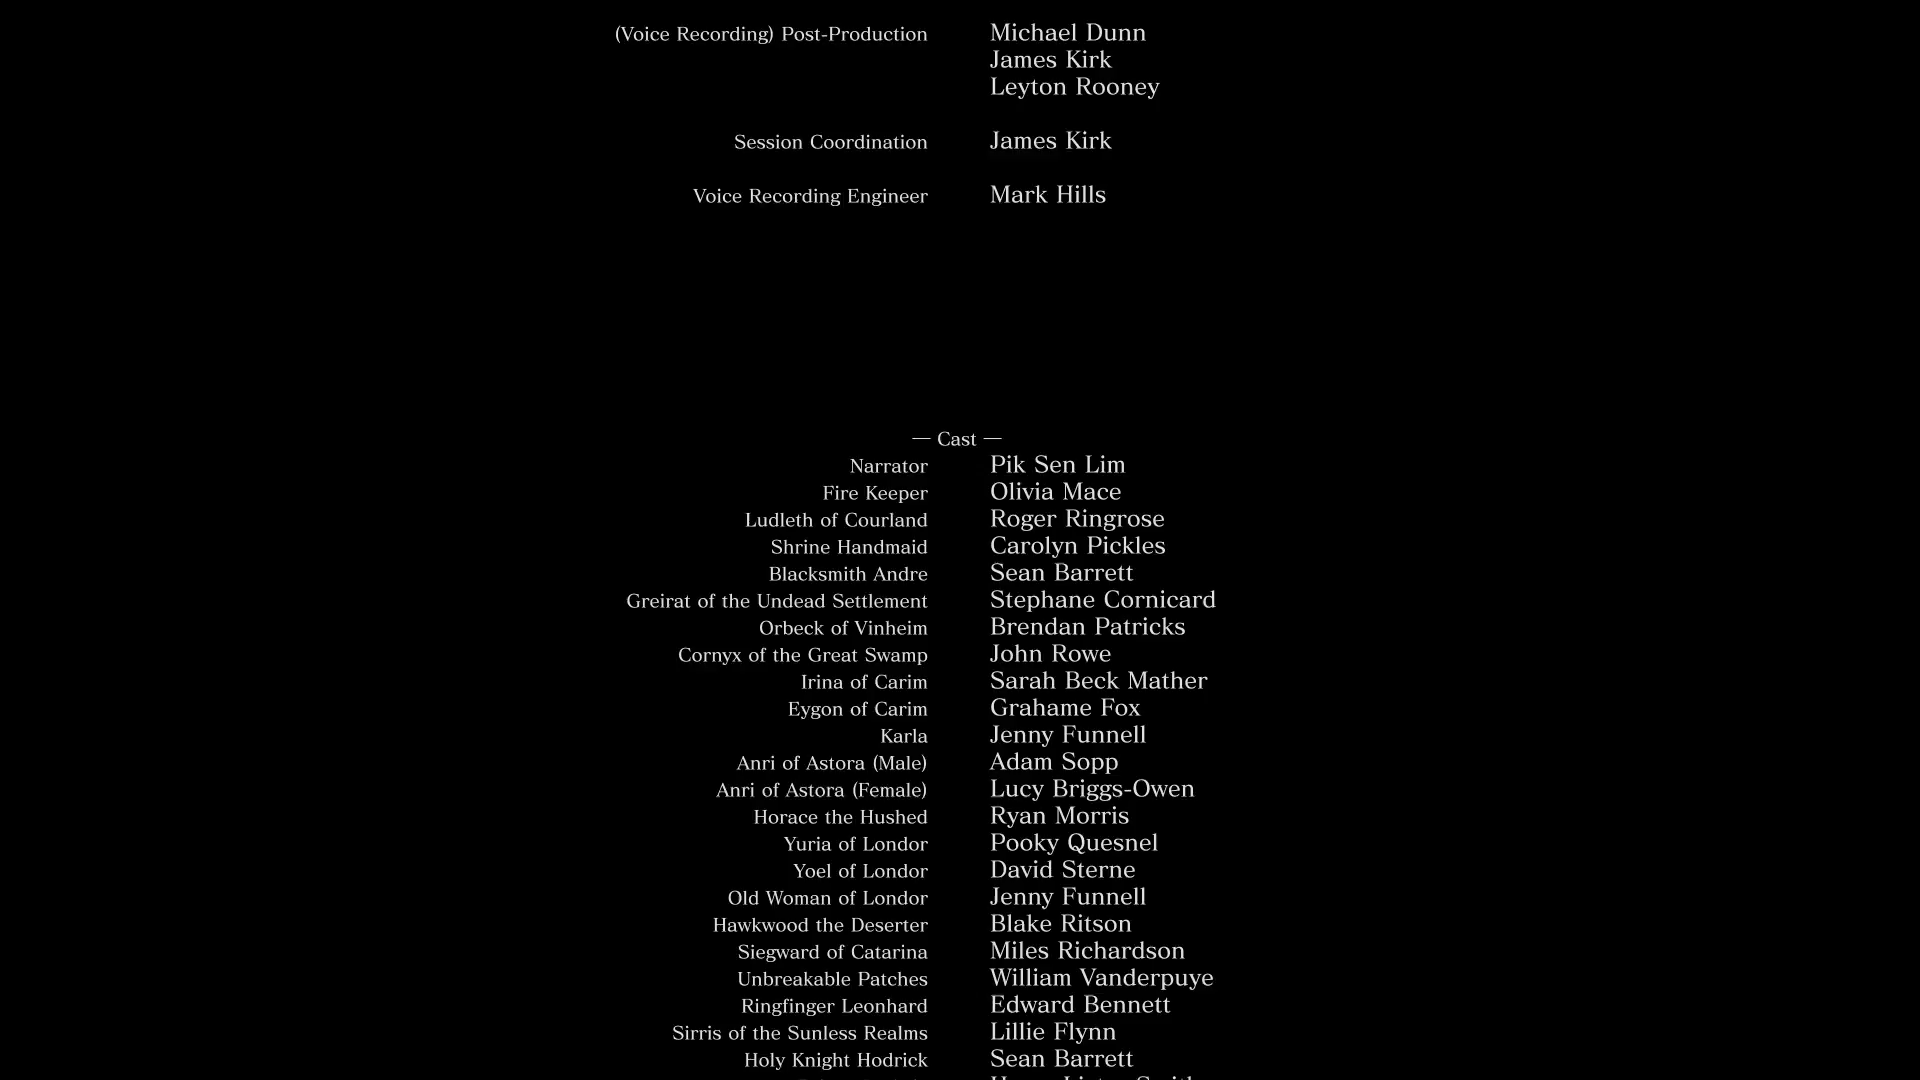 (Voice Recording) Post-Production Michael Dunn
James Kirk
Leyton Rooney
Session Coordination James Kirk
Voice Recording Engineer Mark Hills
— Cast —
Narrator Pik Sen Lim
Fire Keeper Olivia Mace
Ludleth of Courland Roger Ringrose
Shrine Handmaid Carolyn Pickles
Blacksmith Andre Sean Barrett
Greirat of the Undead Settlement Stephane Cornicard
Orbeck of Vinheim Brendan Patricks
Cornyx of the Great Swamp John Rowe
Irina of Carim Sarah Beck Mather
Eygon of Carim Grahame Fox
Karla Jenny Funnell
Anri of Astora (Male) Adam Sopp
Anri of Astora (Female) Lucy Briggs-Owen
Horace the Hushed Ryan Morris
Yuria of Londor Pooky Quesnel
Yoel of Londor David Sterne
Old Woman of Londor Jenny Funnell
Hawkwood the Deserter Blake Ritson
Siegward of Catarina Miles Richardson
Unbreakable Patches William Vanderpuye
Ringfinger Leonhard Edward Bennett
Sirris of the Sunless Realms Lillie Flynn
Holy Knight Hodrick Sean Barrett